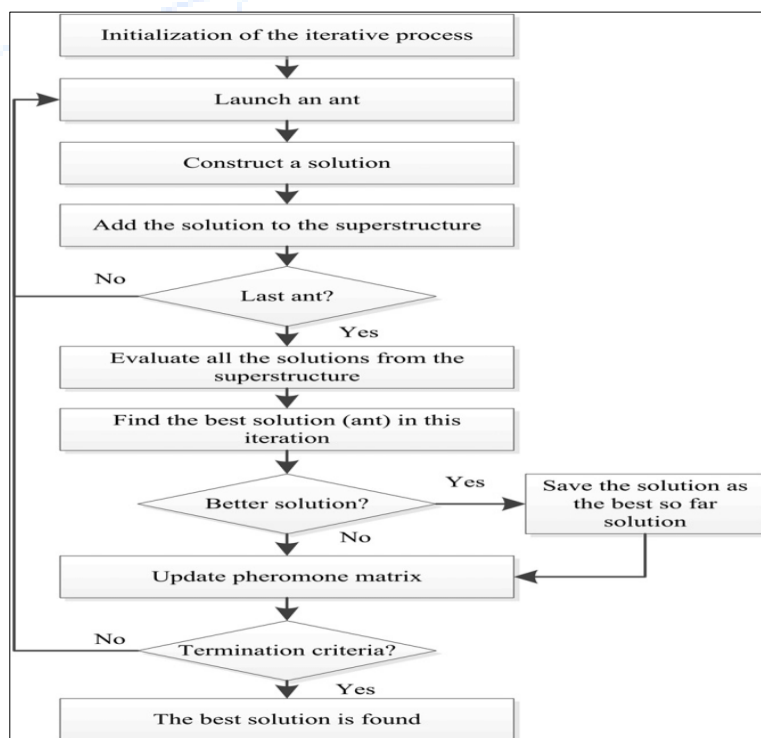 Initialization of the iterative process
Launch an ant
Construct a solution
Add the solution to the superstructure
No
Last ant?
Yes
Evaluate all the solutions from the
superstructure
Find the best solution (ant) in this
iteration
Better solution?
Yes
Save the solution as
the best so far
solution
No
Update pheromone matrix
No
Termination criteria?
Yes
The best solution is found